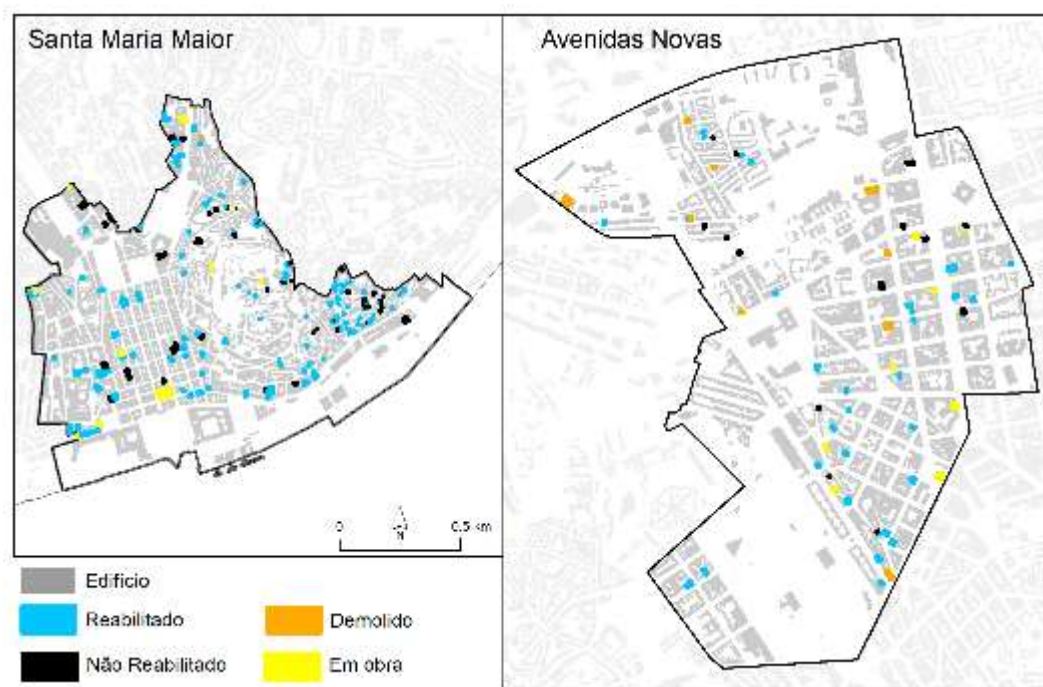 Santa Maria Maior
Avenidas Novas
0
0.5 km
N
Edifício
Reabilitado
Demolido
Não Reabilitado
Em obra